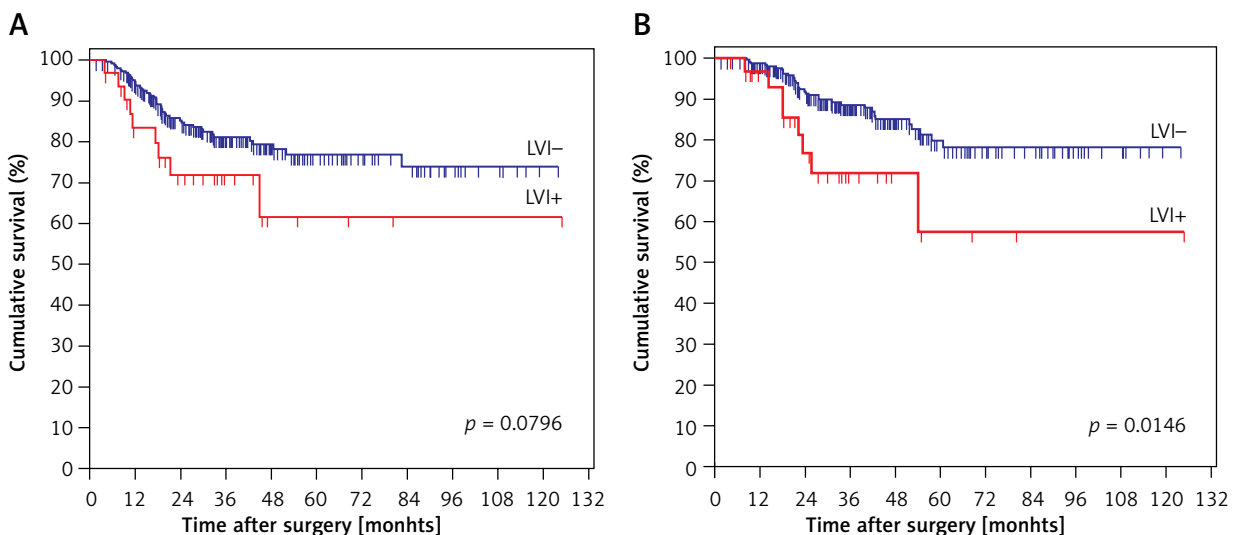 A
Cumulative survival (%)
100
90
80
70
60
50
40
30
20
10
0
LVI–
LVI+
p = 0.0796
0 12 24 36 48 60 72 84 96 108 120 132
Time after surgery [monhts]
B
Cumulative survival (%)
100
90
80
70
60
50
40
30
20
10
0
LVI–
LVI+
p = 0.0146
0 12 24 36 48 60 72 84 96 108 120 132
Time after surgery [monhts]